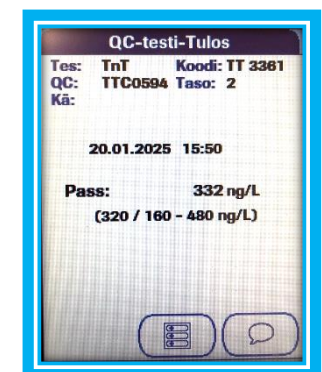 QC-testi-Tulos
Tes: TnT Koodi: TT 3361
QC: TTC0594 Taso: 2
Kä:
20.01.2025 15:50
Pass: 332 ng/L
(320 / 160 - 480 ng/L)